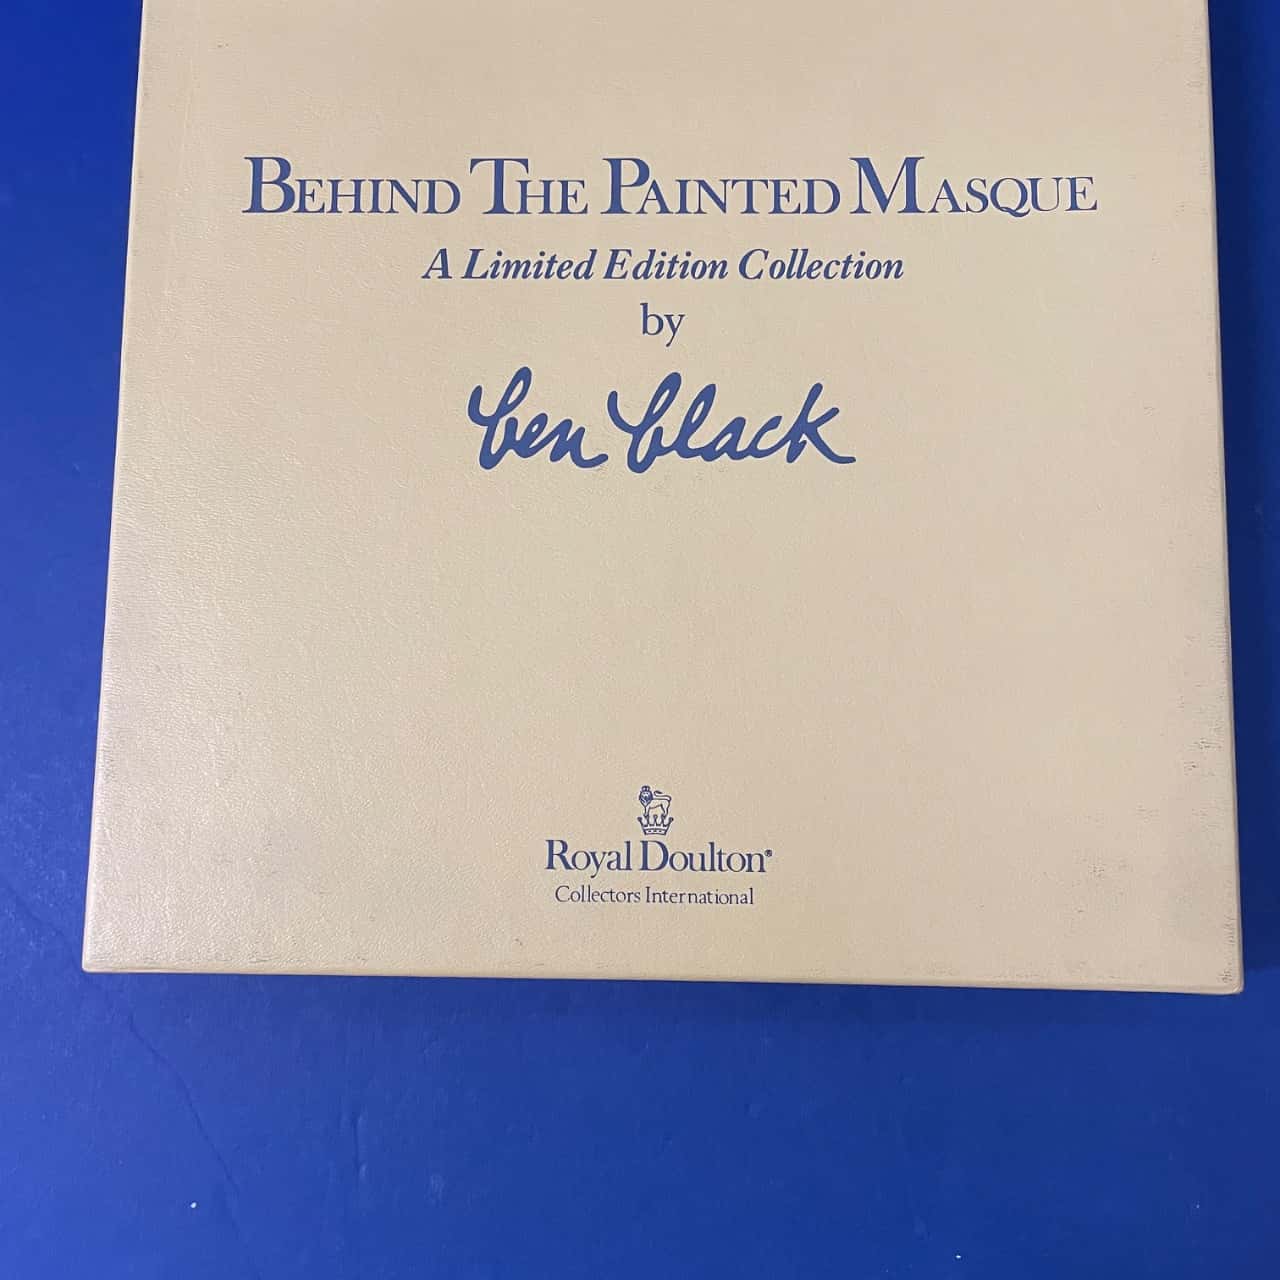 BEHIND THE PAINTED MASQUE
A Limited Edition Collection
by
ben black
Royal Doulton®
Collectors International